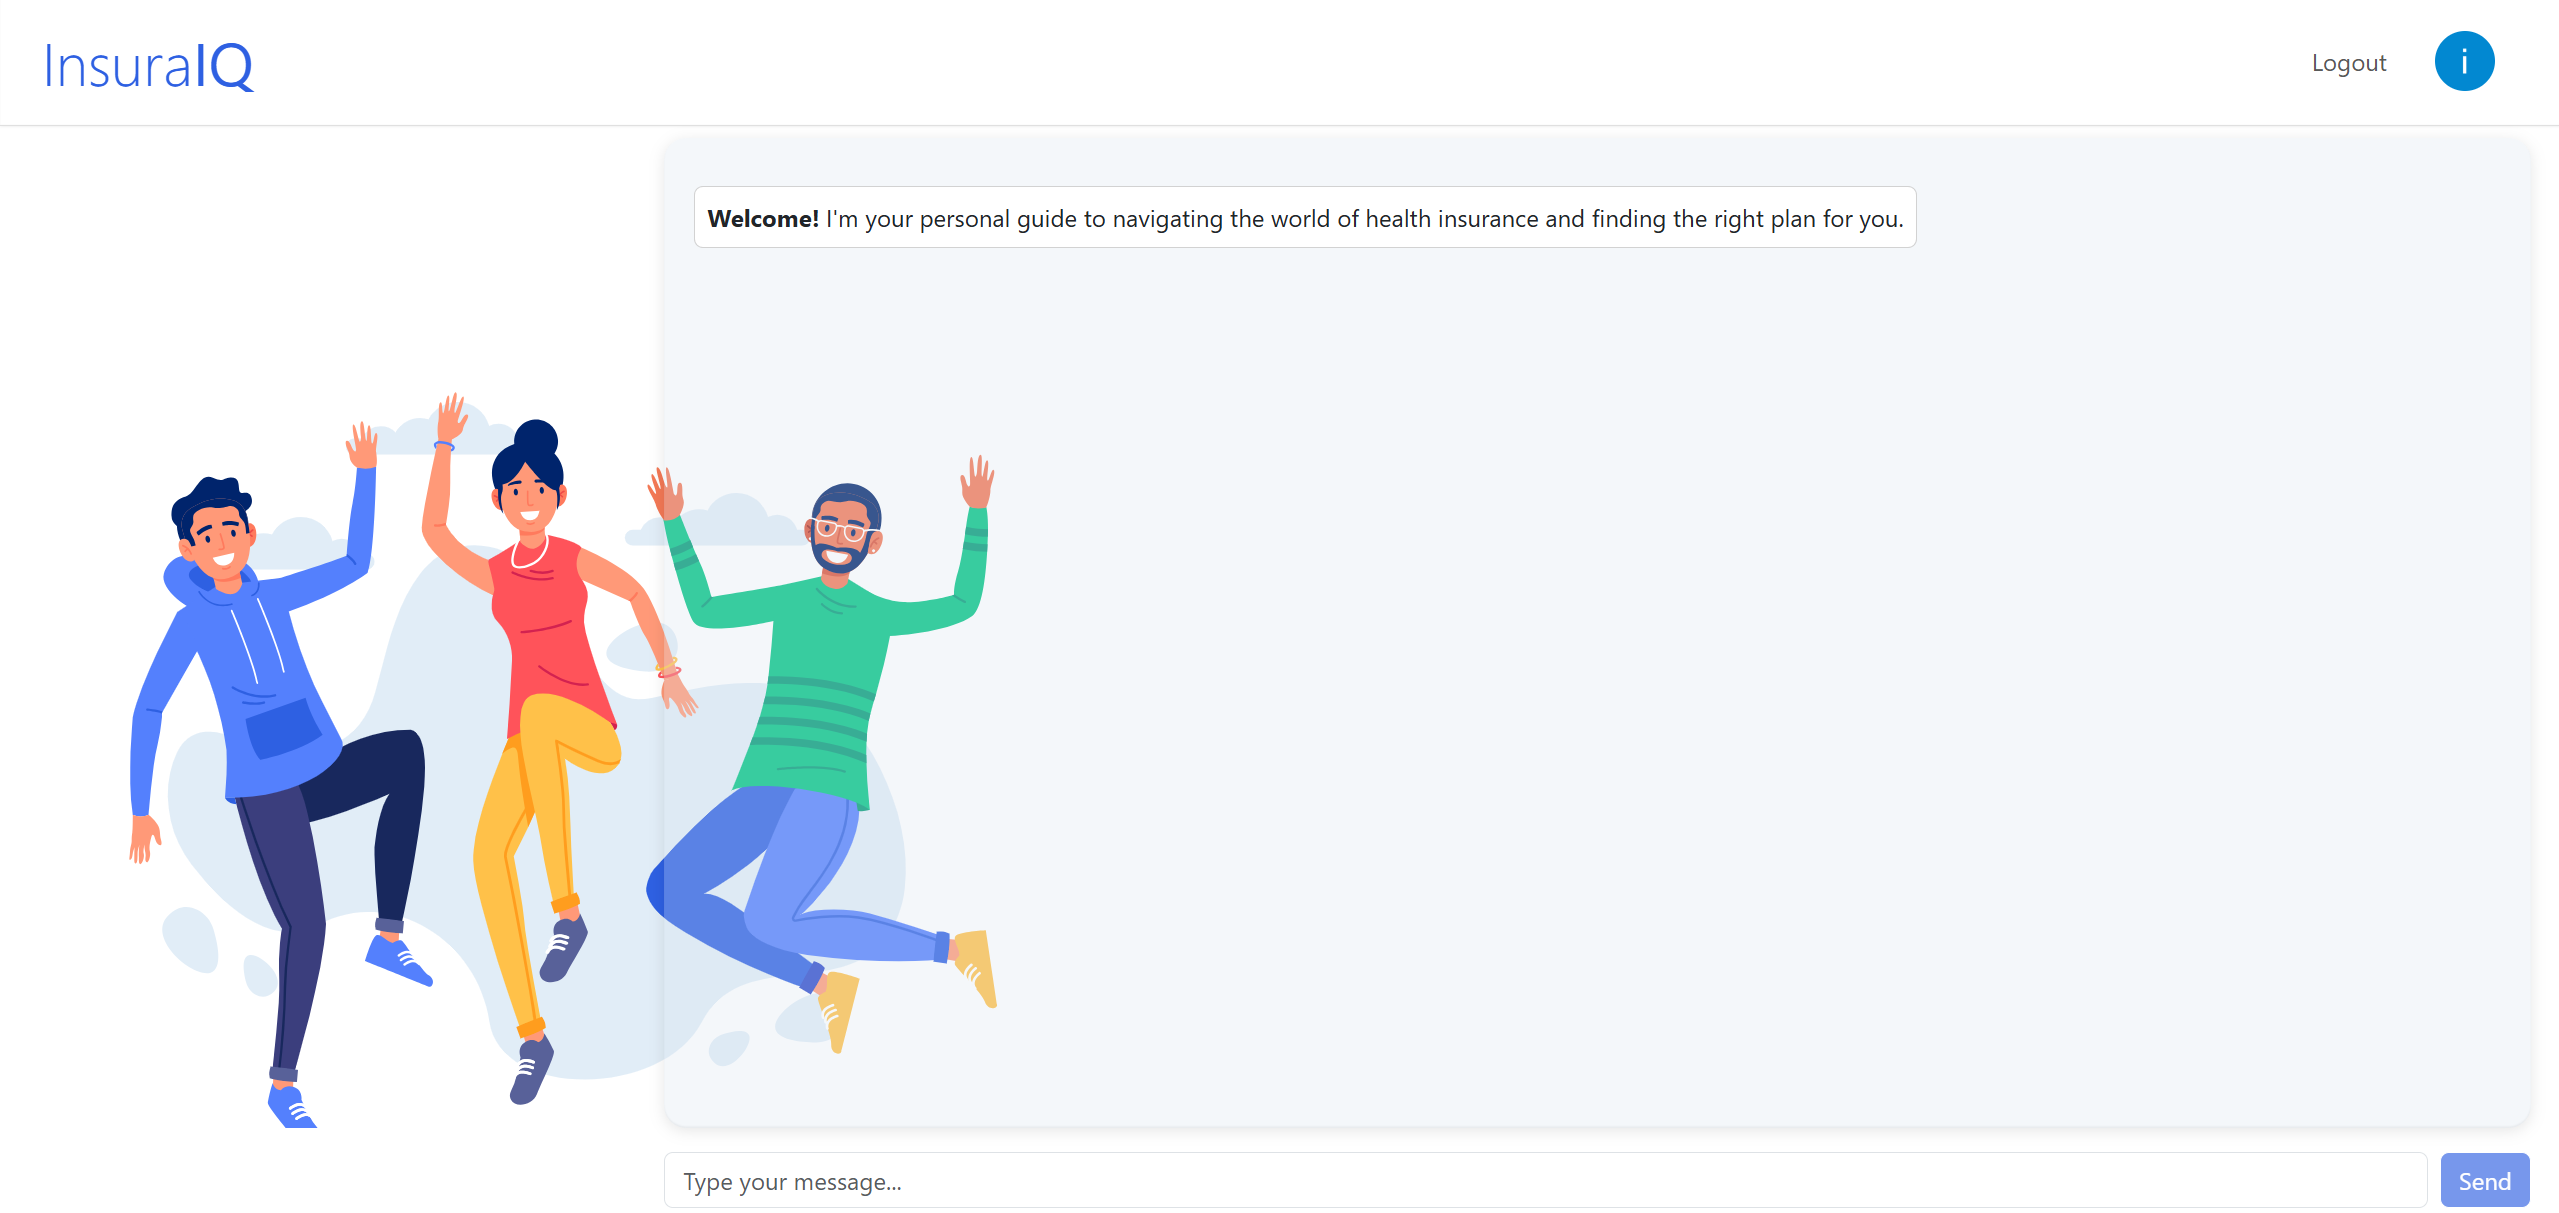 InsuraIQ
Logout
i
Welcome! I'm your personal guide to navigating the world of health insurance and finding the right plan for you.
Type your message...
Send